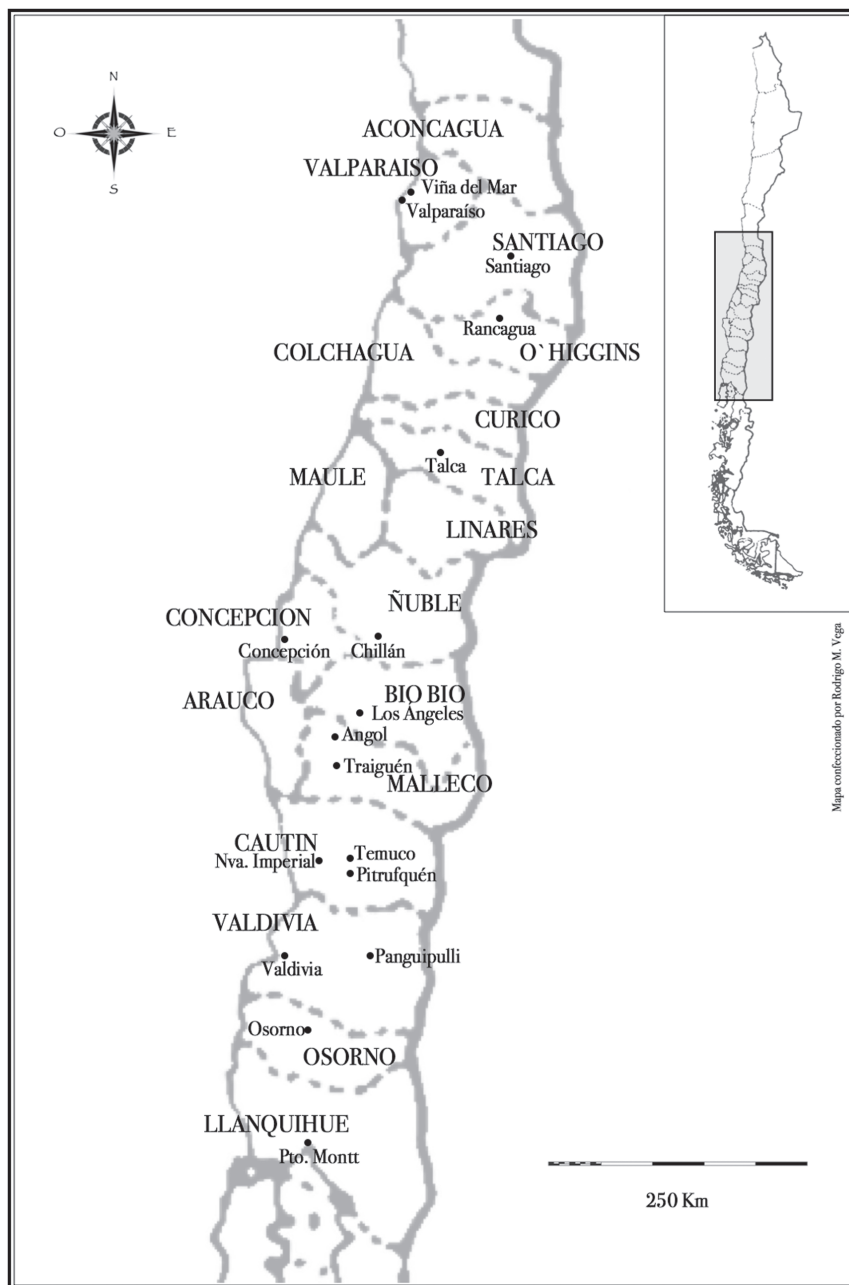 N
O
E
S
ACONCAGUA
VALPARAISO
Viña del Mar
Valparaíso
SANTIAGO
Santiago
Rancagua
COLCHAGUA
O` HIGGINS
CURICO
Talca
MAULE
TALCA
LINARES
ÑUBLE
CONCEPCION
Concepción
Chillán
ARAUCO
BIO BIO
Los Ángeles
Angol
Traiguén
MALLECO
CAUTIN
Temuco
Nva. Imperial
Pitrufquén
VALDIVIA
Valdivia
Panguipulli
Osorno
OSORNO
LLANQUIHUE
Pto. Montt
250 Km
Mapa confeccionado por Rodrigo M. Vega